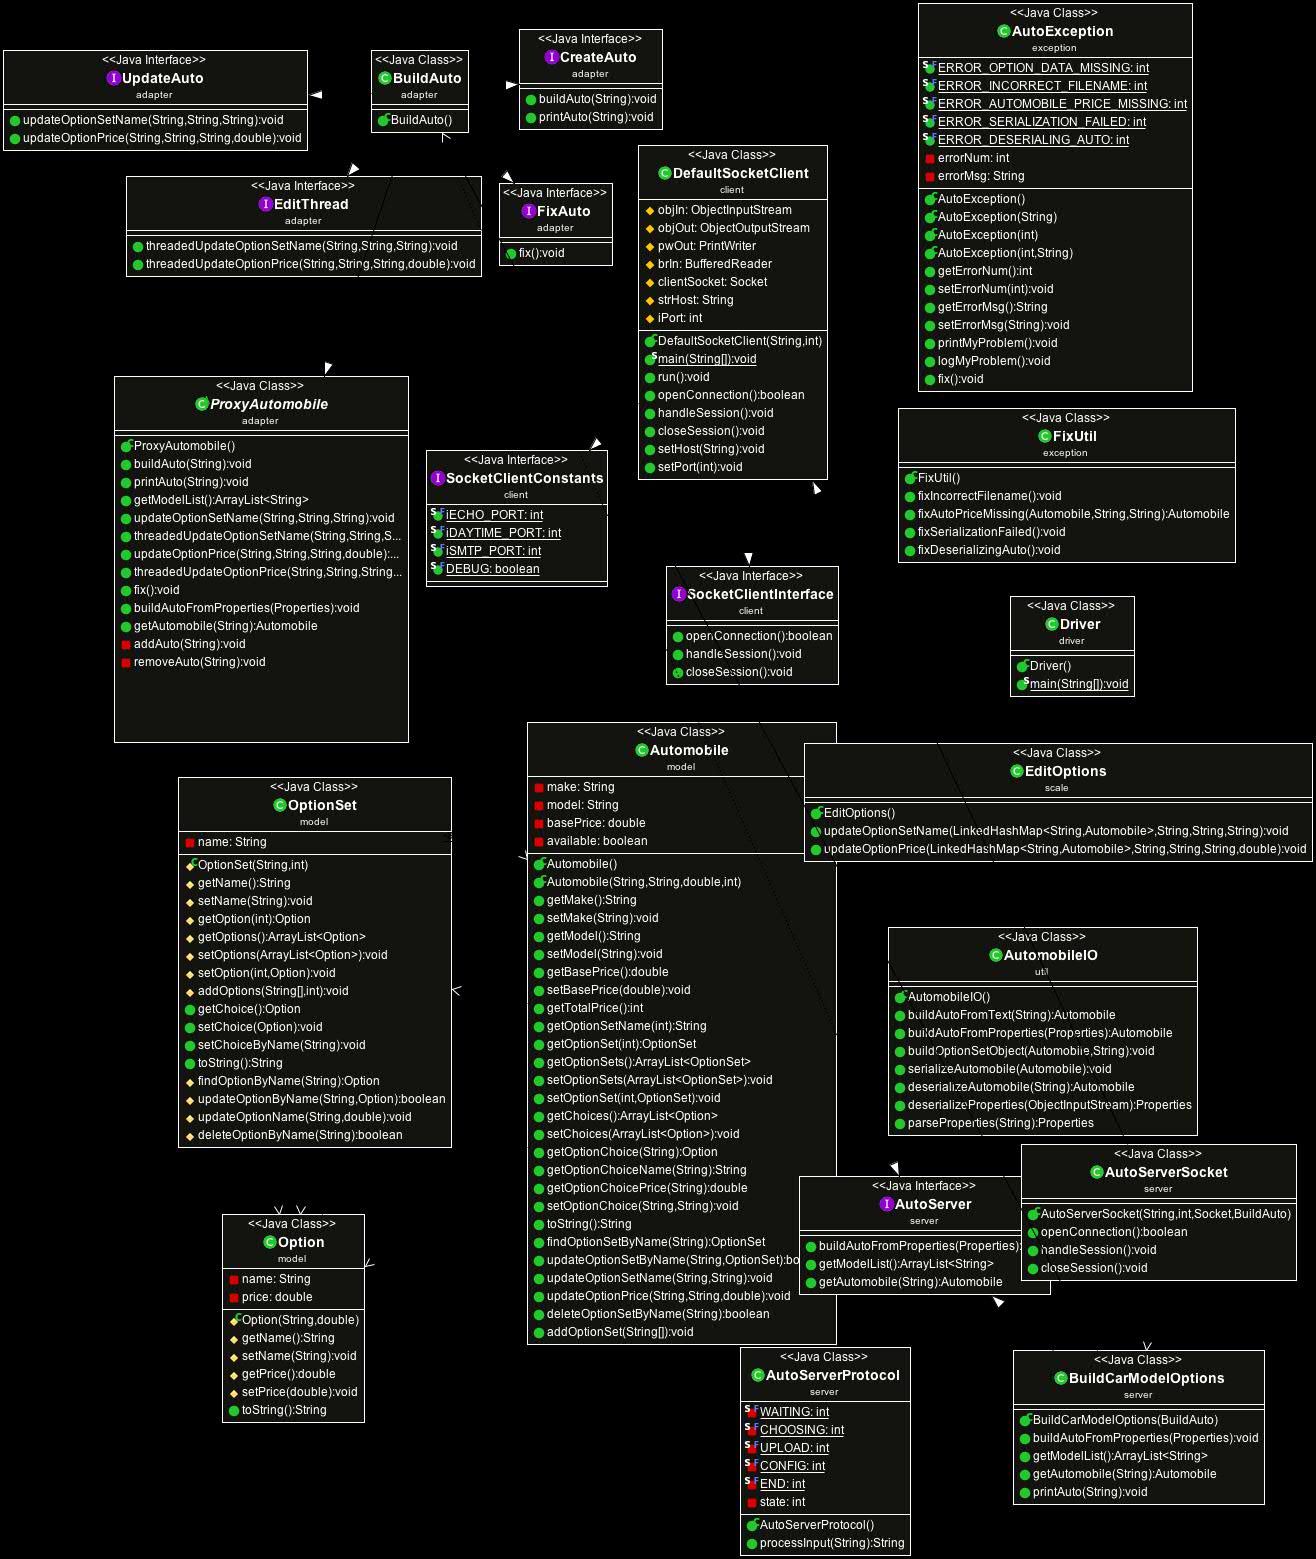 <<Java Interface>>
UpdateAuto
adapter
updateOptionSetName(String,String,String):void
updateOptionPrice(String,String,String,double):void
<<Java Class>>
BuildAuto
adapter
BuildAuto()
<<Java Interface>>
CreateAuto
adapter
buildAuto(String):void
printAuto(String):void
<<Java Class>>
AutoException
exception
ERROR_OPTION_DATA_MISSING: int
ERROR_INCORRECT_FILENAME: int
ERROR_AUTOMOBILE_PRICE_MISSING: int
ERROR_SERIALIZATION_FAILED: int
ERROR_DESERIALING_AUTO: int
errorNum: int
errorMsg: String
AutoException()
AutoException(String)
AutoException(int)
AutoException(int,String)
getErrorNum():int
setErrorNum(int):void
getErrorMsg():String
setErrorMsg(String):void
printMyProblem():void
logMyProblem():void
fix():void
<<Java Interface>>
EditThread
adapter
threadedUpdateOptionSetName(String,String,String):void
threadedUpdateOptionPrice(String,String,String,double):void
<<Java Interface>>
FixAuto
adapter
fix():void
<<Java Class>>
DefaultSocketClient
client
objIn: ObjectInputStream
objOut: ObjectOutputStream
pwOut: PrintWriter
brIn: BufferedReader
clientSocket: Socket
strHost: String
iPort: int
DefaultSocketClient(String,int)
main(String[]):void
run():void
openConnection():boolean
handleSession():void
closeSession():void
setHost(String):void
setPort(int):void
<<Java Class>>
ProxyAutomobile
adapter
ProxyAutomobile()
buildAuto(String):void
printAuto(String):void
getModelList():ArrayList<String>
updateOptionSetName(String,String,String):void
threadedUpdateOptionSetName(String,String,S...
updateOptionPrice(String,String,String,double):...
threadedUpdateOptionPrice(String,String,String...
fix():void
buildAutoFromProperties(Properties):void
getAutomobile(String):Automobile
addAuto(String):void
removeAuto(String):void
<<Java Interface>>
SocketClientConstants
client
iECHO_PORT: int
iDAYTIME_PORT: int
iSMTP_PORT: int
DEBUG: boolean
<<Java Class>>
FixUtil
exception
FixUtil()
fixIncorrectFilename():void
fixAutoPriceMissing(Automobile,String,String):Automobile
fixSerializationFailed():void
fixDeserializingAuto():void
<<Java Interface>>
SocketClientInterface
client
openConnection():boolean
handleSession():void
closeSession():void
<<Java Class>>
Driver
driver
Driver()
main(String[]):void
<<Java Class>>
OptionSet
model
name: String
OptionSet(String,int)
getName():String
setName(String):void
getOption(int):Option
getOptions():ArrayList<Option>
setOptions(ArrayList<Option>):void
setOption(int,Option):void
addOptions(String[],int):void
getChoice():Option
setChoice(Option):void
setChoiceByName(String):void
toString():String
findOptionByName(String):Option
updateOptionByName(String,Option):boolean
updateOptionName(String,double):void
deleteOptionByName(String):boolean
<<Java Class>>
Automobile
model
make: String
model: String
basePrice: double
available: boolean
Automobile()
Automobile(String,String,double,int)
getMake():String
setMake(String):void
getModel():String
setModel(String):void
getBasePrice():double
setBasePrice(double):void
getTotalPrice():int
getOptionSetName(int):String
getOptionSet(int):OptionSet
getOptionSets():ArrayList<OptionSet>
setOptionSets(ArrayList<OptionSet>):void
setOptionSet(int,OptionSet):void
getChoices():ArrayList<Option>
setChoices(ArrayList<Option>):void
getOptionChoice(String):Option
getOptionChoiceName(String):String
getOptionChoicePrice(String):double
setOptionChoice(String,String):void
toString():String
findOptionSetByName(String):OptionSet
updateOptionSetByName(String,OptionSet):bo
updateOptionSetName(String,String):void
updateOptionPrice(String,String,double):void
deleteOptionSetByName(String):boolean
addOptionSet(String[]):void
<<Java Class>>
EditOptions
scale
EditOptions()
updateOptionSetName(LinkedHashMap<String,Automobile>,String,String,String):void
updateOptionPrice(LinkedHashMap<String,Automobile>,String,String,String,double):void
<<Java Class>>
AutomobileIO
util
AutomobileIO()
buildAutoFromText(String):Automobile
buildAutoFromProperties(Properties):Automobile
buildOptionSetObject(Automobile,String):void
serializeAutomobile(Automobile):void
deserializeAutomobile(String):Automobile
deserializeProperties(ObjectInputStream):Properties
parseProperties(String):Properties
<<Java Class>>
Option
model
name: String
price: double
Option(String,double)
getName():String
setName(String):void
getPrice():double
setPrice(double):void
toString():String
<<Java Interface>>
AutoServer
server
buildAutoFromProperties(Properties):
getModelList():ArrayList<String>
getAutomobile(String):Automobile
<<Java Class>>
AutoServerSocket
server
AutoServerSocket(String,int,Socket,BuildAuto)
openConnection():boolean
handleSession():void
closeSession():void
<<Java Class>>
AutoServerProtocol
server
WAITING: int
CHOOSING: int
UPLOAD: int
CONFIG: int
END: int
state: int
AutoServerProtocol()
processInput(String):String
<<Java Class>>
BuildCarModelOptions
server
BuildCarModelOptions(BuildAuto)
buildAutoFromProperties(Properties):void
getModelList():ArrayList<String>
getAutomobile(String):Automobile
printAuto(String):void